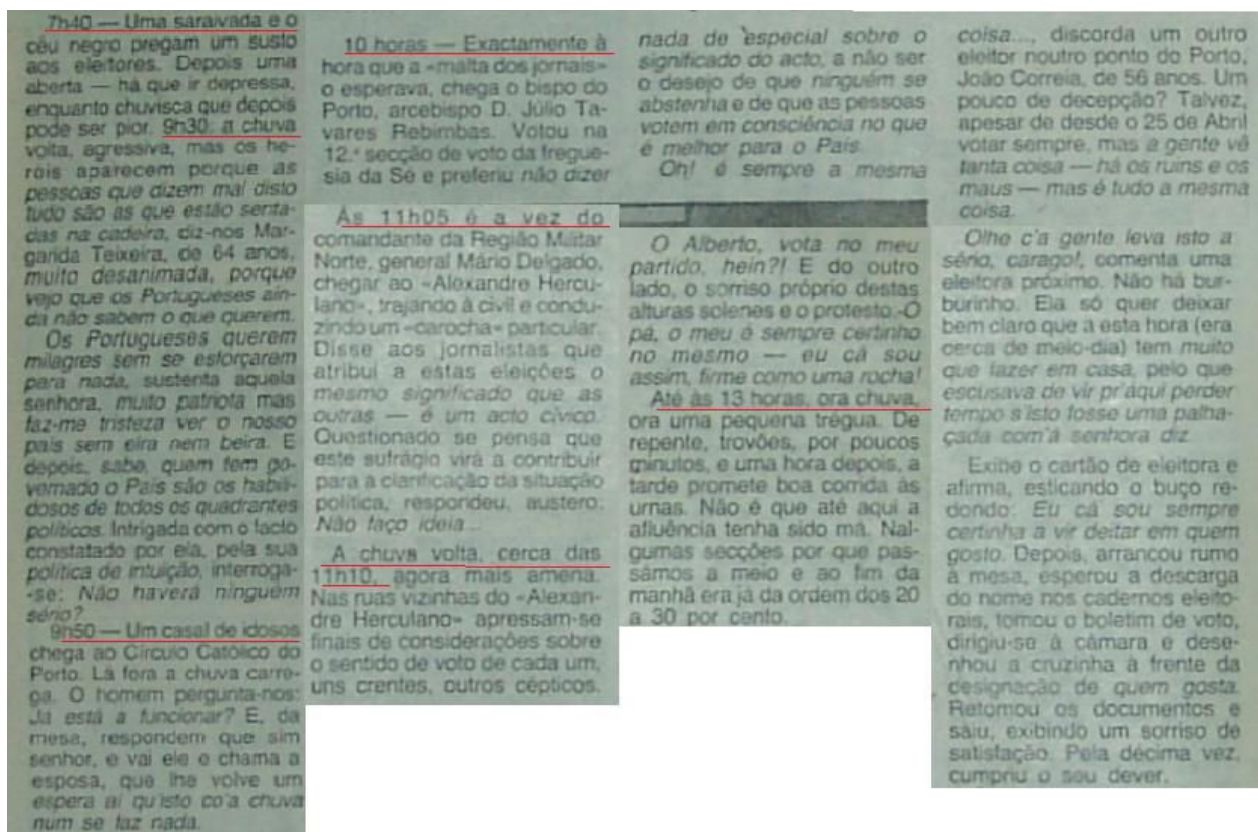 7h40 — Uma saraivada e o
céu negro pregam um susto
aos eleitores. Depois uma
aberta — há que ir depressa,
enquanto chuvisca que depois
pode ser pior. 9h30: a chuva
volta, agressiva, mas os he-
róis aparecem porque as
pessoas que dizem mal disto
tudo são as que estão senta-
das na cadeira, diz-nos Mar-
garida Teixeira, de 64 anos,
muito desanimada, porque
vejo que os Portugueses ain-
da não sabem o que querem.
Os Portugueses querem
milagres sem se esforçarem
para nada, sustenta aquela
senhora, muito patriota mas
faz-me tristeza ver o nosso
país sem eira nem beira. E
depois, sabe, quem tem go-
vernado o País são os habili-
dosos de todos os quadrantes
políticos. Intrigada com o facto
constatado por ela, pela sua
política de intuição, interroga-
-se: Não haverá ninguém
sério?
9h50 — Um casal de idosos
chega ao Círculo Católico do
Porto. Lá fora a chuva carre-
ga. O homem pergunta-nos:
Já está a funcionar? E, da
mesa, respondem que sim
senhor, e vai ele e chama a
esposa, que lhe volve um
espera aí qu'isto co'a chuva
num se faz nada.
10 horas — Exactamente à
hora que a «malta dos jornais»
o esperava, chega o bispo do
Porto, arcebispo D. Júlio Ta-
vares Rebimbas. Votou na
12.ª secção de voto da fregue-
sia da Sé e preferiu não dizer
nada de especial sobre o
significado do acto, a não ser
o desejo de que ninguém se
abstenha e de que as pessoas
votem em consciência no que
é melhor para o País.
Oh! é sempre a mesma
coisa..., discorda um outro
eleitor noutro ponto do Porto,
João Correia, de 56 anos. Um
pouco de decepção? Talvez,
apesar de desde o 25 de Abril
votar sempre, mas a gente vê
tanta coisa — há os ruins e os
maus — mas é tudo a mesma
coisa.
Às 11h05 é a vez do
comandante da Região Militar
Norte, general Mário Delgado,
chegar ao «Alexandre Hercu-
lano», trajando à civil e condu-
zindo um «carocha» particular.
Disse aos jornalistas que
atribui a estas eleições o
mesmo significado que as
outras — é um acto cívico.
Questionado se pensa que
este sufrágio virá a contribuir
para a clarificação da situação
política, respondeu, austero:
Não faço ideia...
A chuva volta, cerca das
11h10, agora mais amena.
Nas ruas vizinhas do «Alexan-
dre Herculano» apressam-se
finais de considerações sobre
o sentido de voto de cada um,
uns crentes, outros cépticos.
O Alberto, vota no meu
partido, hein?! E do outro
lado, o sorriso próprio destas
alturas solenes e o protesto. Ó
pá, o meu é sempre certinho
no mesmo — eu cá sou
assim, firme como uma rocha!
Até às 13 horas, ora chuva,
ora uma pequena trégua. De
repente, trovões, por poucos
minutos, e uma hora depois, a
tarde promete boa corrida às
urnas. Não é que até aqui a
afluência tenha sido má. Nal-
gumas secções por que pas-
sámos a meio e ao fim da
manhã era já da ordem dos 20
a 30 por cento.
Olhe c'a gente leva isto a
sério, carago!, comenta uma
eleitora próximo. Não há bur-
burinho. Ela só quer deixar
bem claro que a esta hora (era
cerca de meio-dia) tem muito
que fazer em casa, pelo que
escusava de vir pr'aqui perder
tempo s'isto fosse uma palha-
çada com'à senhora diz.
Exibe o cartão de eleitora e
afirma, esticando o buço re-
dondo: Eu cá sou sempre
certinha a vir deitar em quem
gosto. Depois, arrancou rumo
à mesa, esperou a descarga
do nome nos cadernos eleito-
rais, tomou o boletim de voto,
dirigiu-se à câmara e dese-
nhou a cruzinha à frente da
designação de quem gosta.
Retomou os documentos e
saiu, exibindo um sorriso de
satisfação. Pela décima vez,
cumpriu o seu dever.